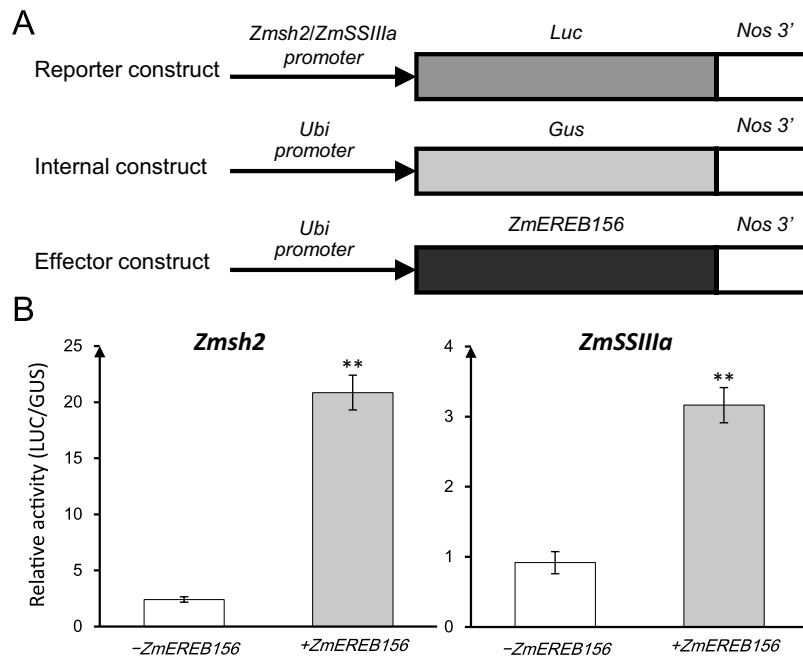 A
Zmsh2/ZmSSIIIa
promoter
Luc
Nos 3’
Reporter construct
Ubi
promoter
Gus
Nos 3’
Internal construct
Ubi
promoter
ZmEREB156
Nos 3’
Effector construct
B
Zmsh2
Relative activity (LUC/GUS)
25
20
15
10
5
0
**
−ZmEREB156
+ZmEREB156
ZmSSIIIa
4
3
2
1
0
**
−ZmEREB156
+ZmEREB156